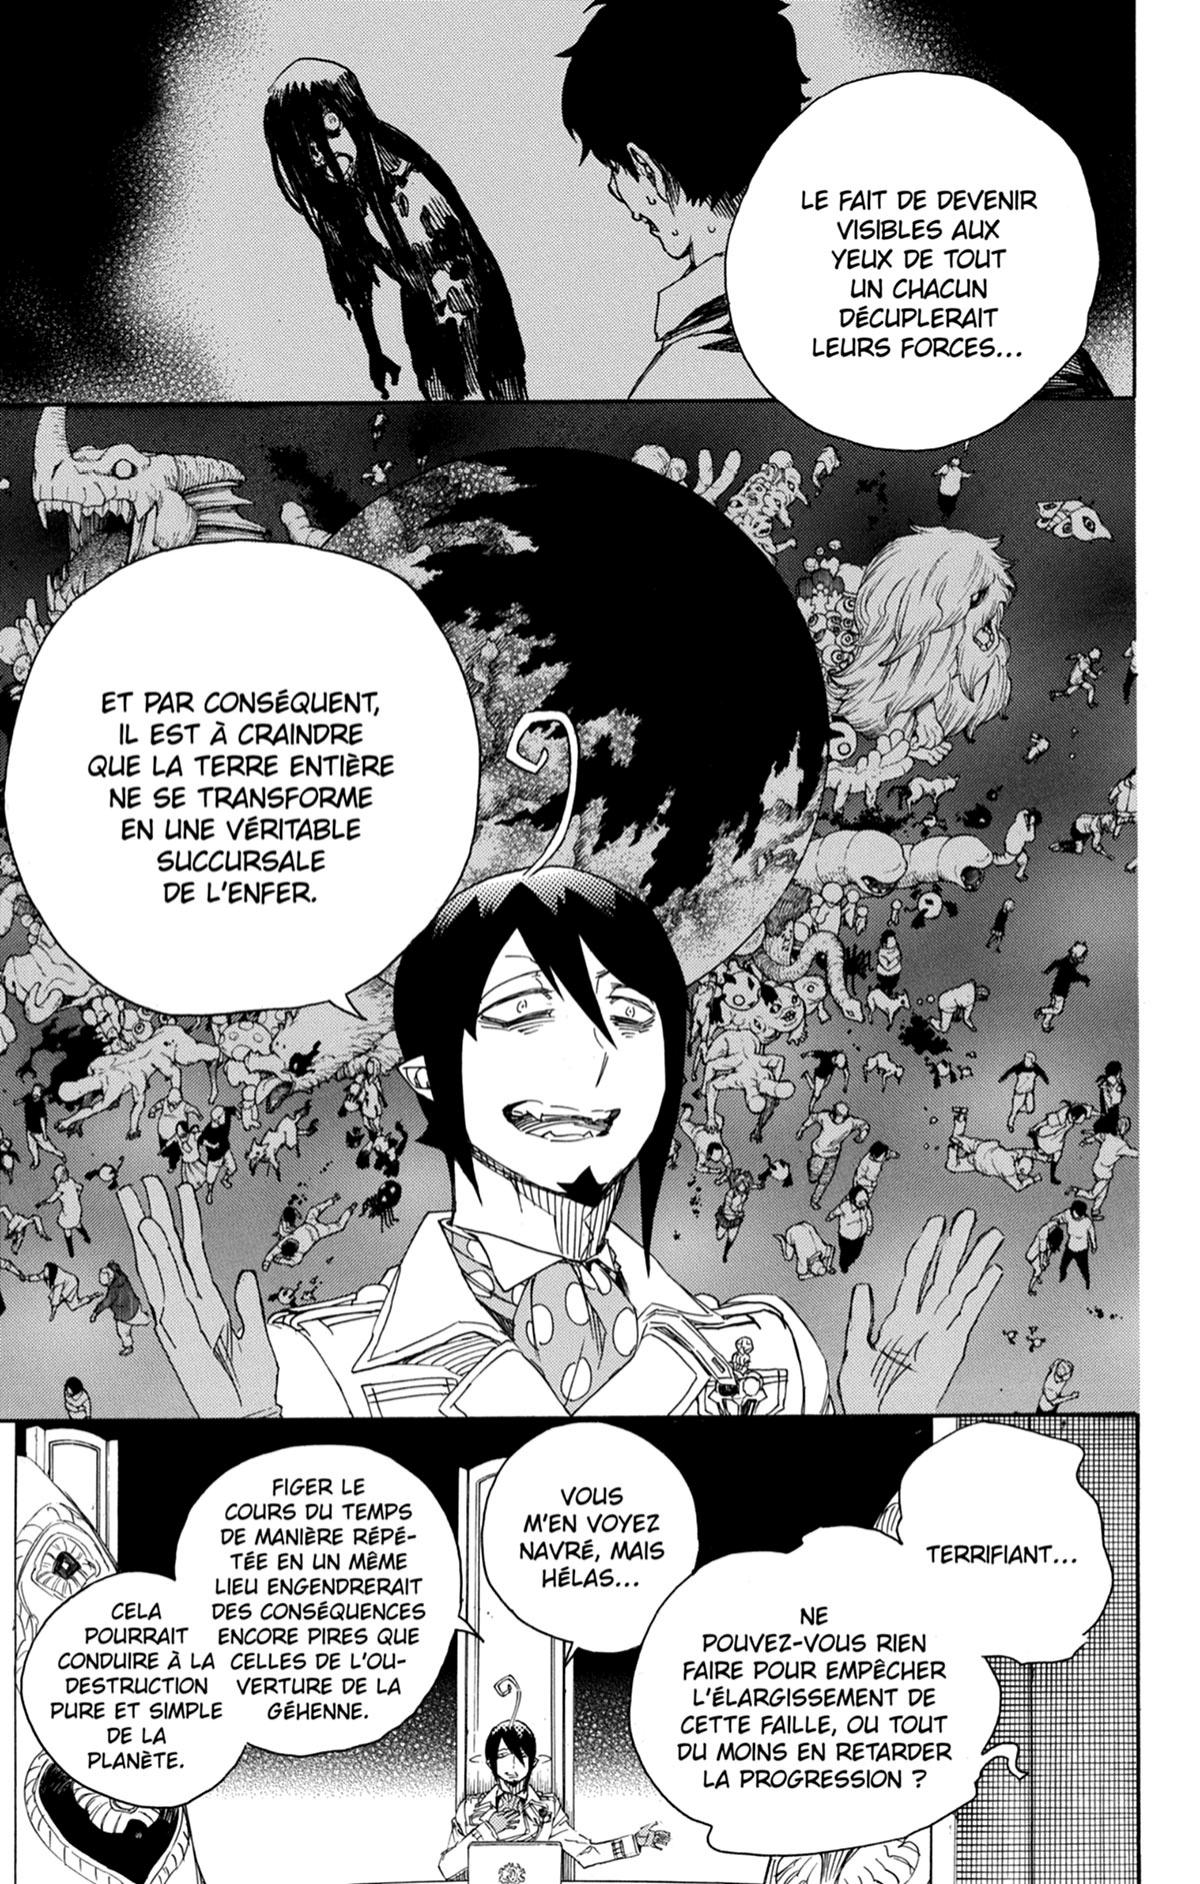 LE FAIT DE DEVENIR
VISIBLES AUX
YEUX DE TOUT
UN CHACUN
DÉCUPLERAIT
LEURS FORCES...
ET PAR CONSÉQUENT,
IL EST À CRAINDRE
QUE LA TERRE ENTIÈRE
NE SE TRANSFORME
EN UNE VÉRITABLE
SUCCURSALE
DE L'ENFER.
TERRIFIANT...
NE
POUVEZ-VOUS RIEN
FAIRE POUR EMPÊCHER
L'ÉLARGISSEMENT DE
CETTE FAILLE, OU TOUT
DU MOINS EN RETARDER
LA PROGRESSION ?
VOUS
M'EN VOYEZ
NAVRÉ, MAIS
HÉLAS...
FIGER LE
COURS DU TEMPS
DE MANIÈRE RÉPÉ-
TÉE EN UN MÊME
LIEU ENGENDRERAIT
DES CONSÉQUENCES
ENCORE PIRES QUE
CELLES DE L'OU-
VERTURE DE LA
GÉHENNE.
CELA
POURRAIT
CONDUIRE À LA
DESTRUCTION
PURE ET SIMPLE
DE LA
PLANÈTE.